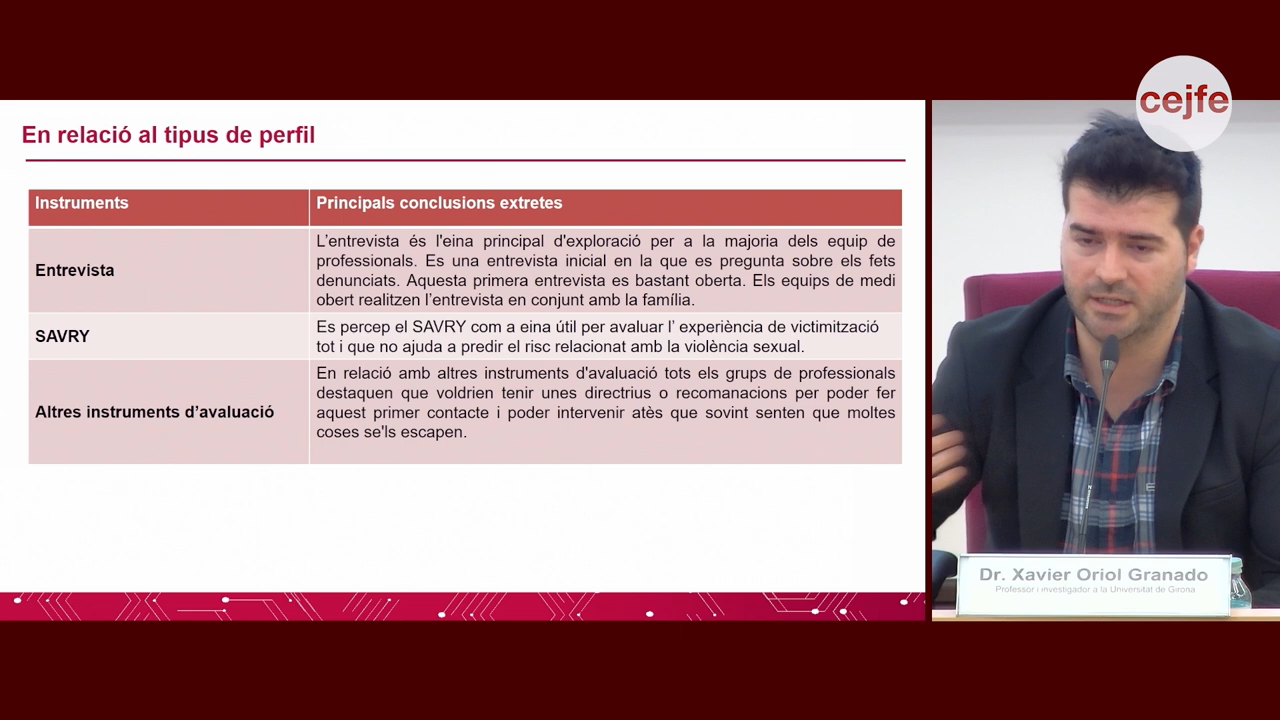 cejfe
En relació al tipus de perfil
Instruments
Principals conclusions extretes
Entrevista
L’entrevista és l'eina principal d'exploració per a la majoria dels equip de
professionals. Es una entrevista inicial en la que es pregunta sobre els fets
denunciats. Aquesta primera entrevista es bastant oberta. Els equips de medi
obert realitzen l’entrevista en conjunt amb la família.
SAVRY
Es percep el SAVRY com a eina útil per avaluar l’ experiència de victimització
tot i que no ajuda a predir el risc relacionat amb la violència sexual.
Altres instruments d’avaluació
En relació amb altres instruments d'avaluació tots els grups de professionals
destaquen que voldrien tenir unes directrius o recomanacions per poder fer
aquest primer contacte i poder intervenir atès que sovint senten que moltes
coses se'ls escapen.
Dr. Xavier Oriol Granado
Professor i investigador a la Universitat de Girona